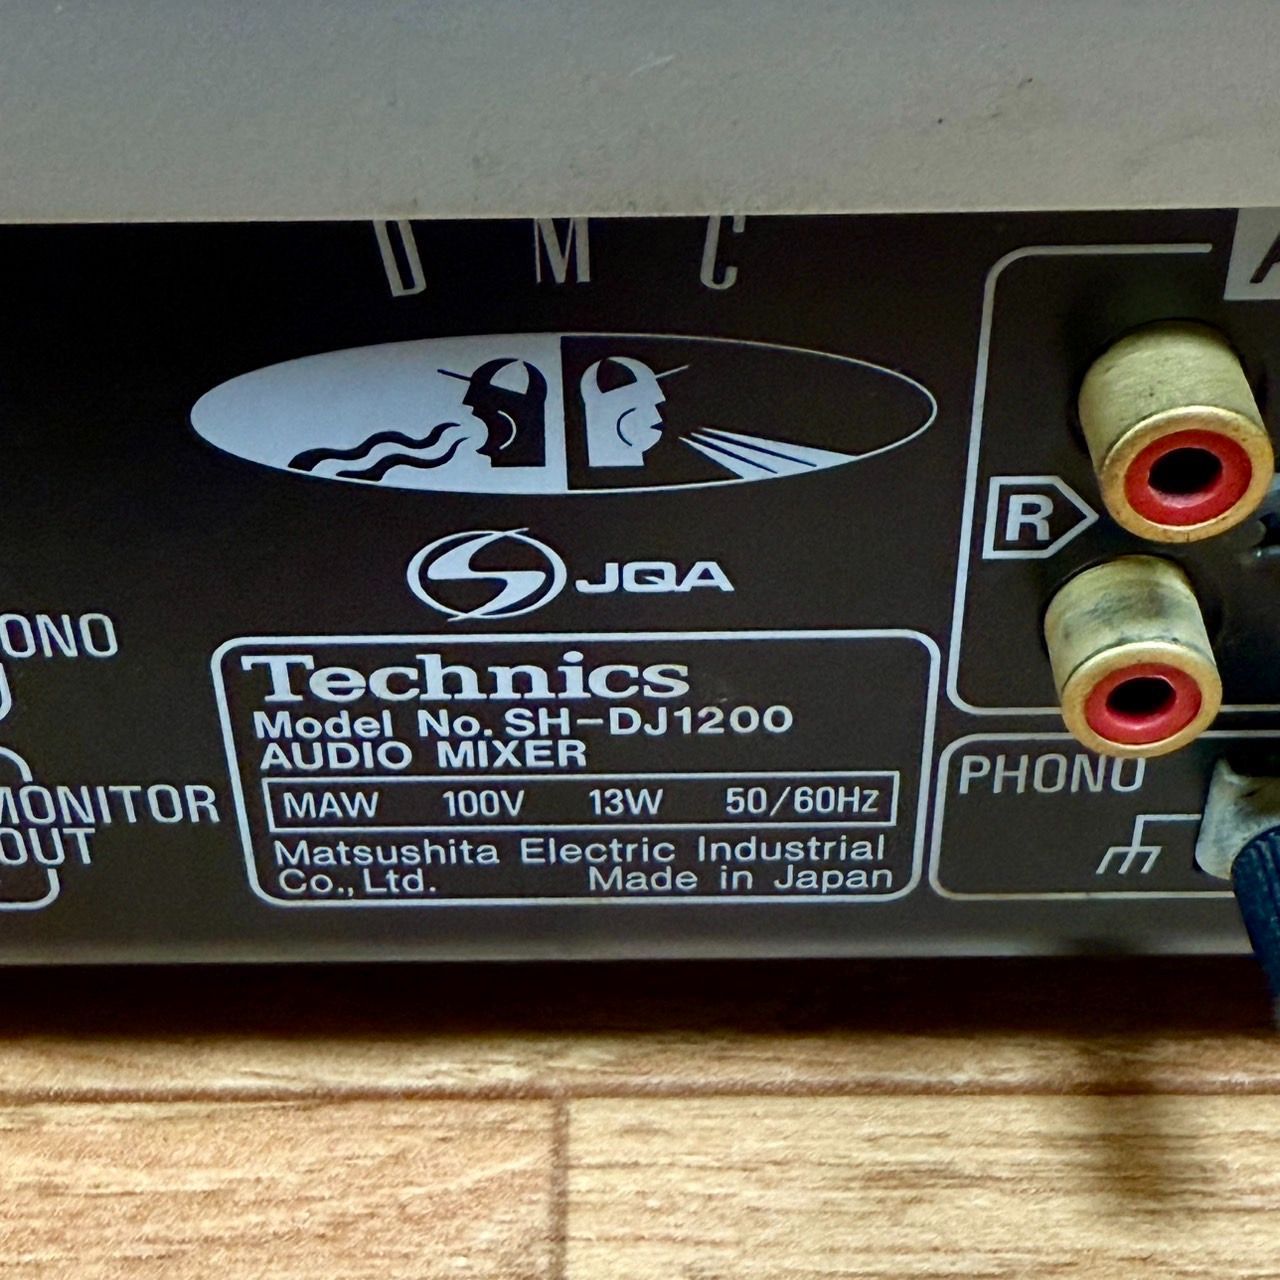 DMC
JQA
R
ONO
Technics
Model No. SH-DJ1200
AUDIO MIXER
MAW 100V 13W 50/60Hz
Matsushita Electric Industrial
Co., Ltd. Made in Japan
MONITOR
OUT
PHONO